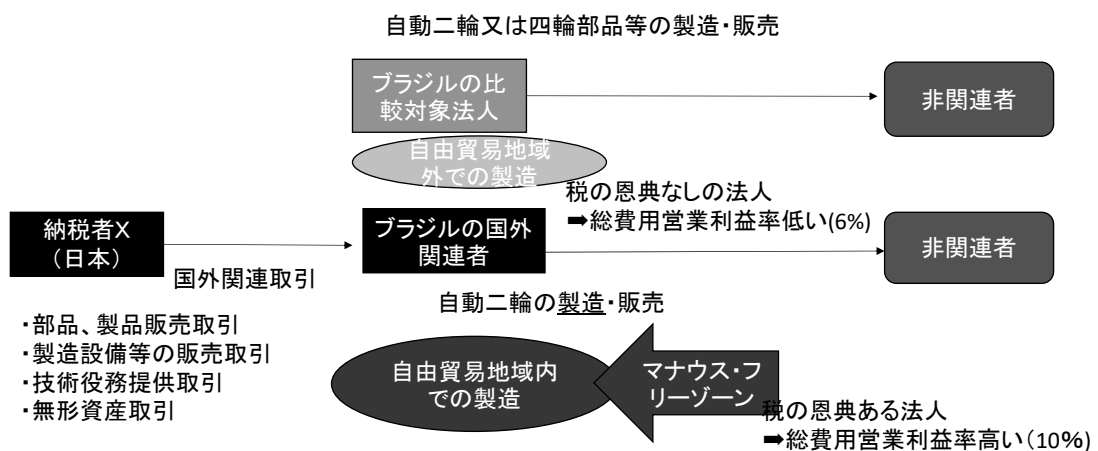 自動二輪又は四輪部品等の製造・販売
ブラジルの比
較対象法人
非関連者
自由貿易地域
外での製造
税の恩典なしの法人
➡総費用営業利益率低い(6%)
納税者X
（日本）
ブラジルの国外
関連者
非関連者
国外関連取引
自動二輪の製造・販売
・部品、製品販売取引
・製造設備等の販売取引
・技術役務提供取引
・無形資産取引
自由貿易地域内
での製造
マナウス・フ
リーゾーン
税の恩典ある法人
➡総費用営業利益率高い（10%）